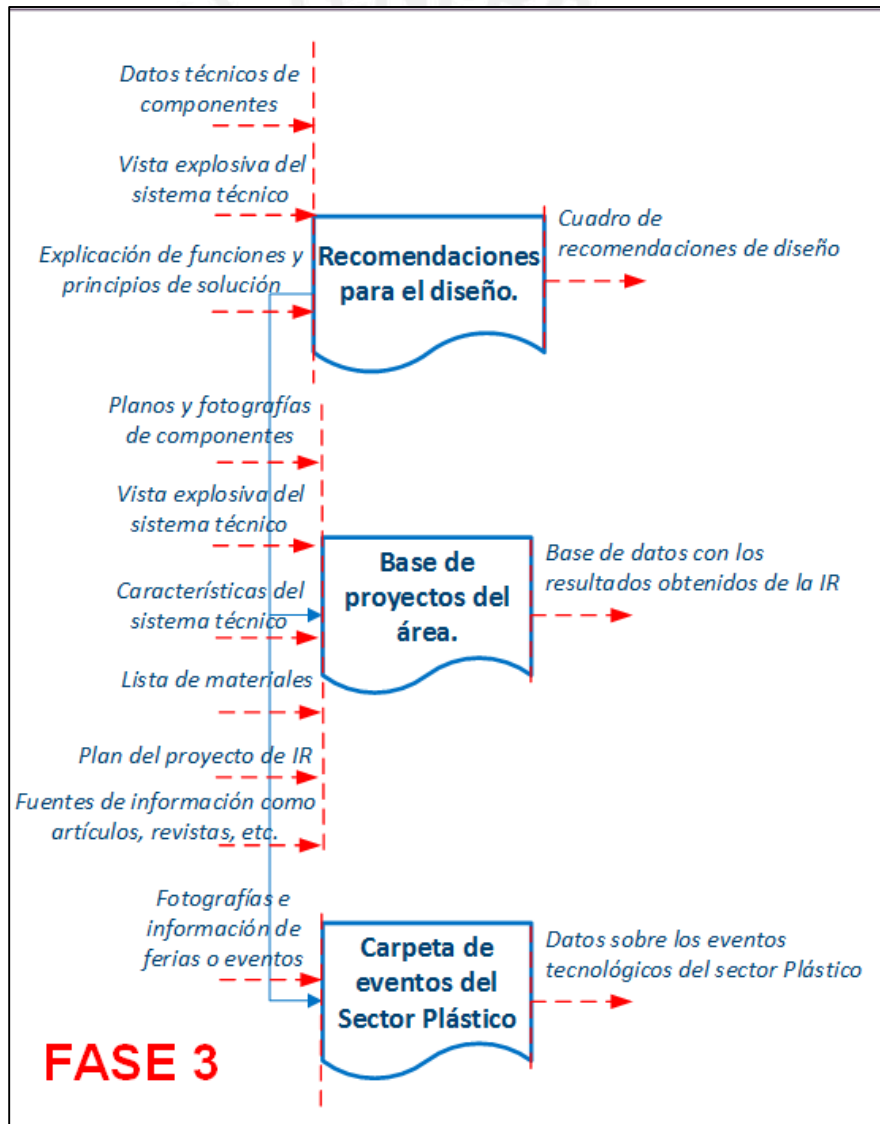 Datos técnicos de
componentes
Vista explosiva del
sistema técnico
Explicación de funciones y
principios de solución
Recomendaciones
para el diseño.
Cuadro de
recomendaciones de diseño
Planos y fotografías
de componentes
Vista explosiva del
sistema técnico
Características del
sistema técnico
Lista de materiales
Plan del proyecto de IR
Fuentes de información como
artículos, revistas, etc.
Base de
proyectos del
área.
Base de datos con los
resultados obtenidos de la IR
Fotografías e
información de
ferias o eventos
Carpeta de
eventos del
Sector Plástico
Datos sobre los eventos
tecnológicos del sector Plástico
FASE 3